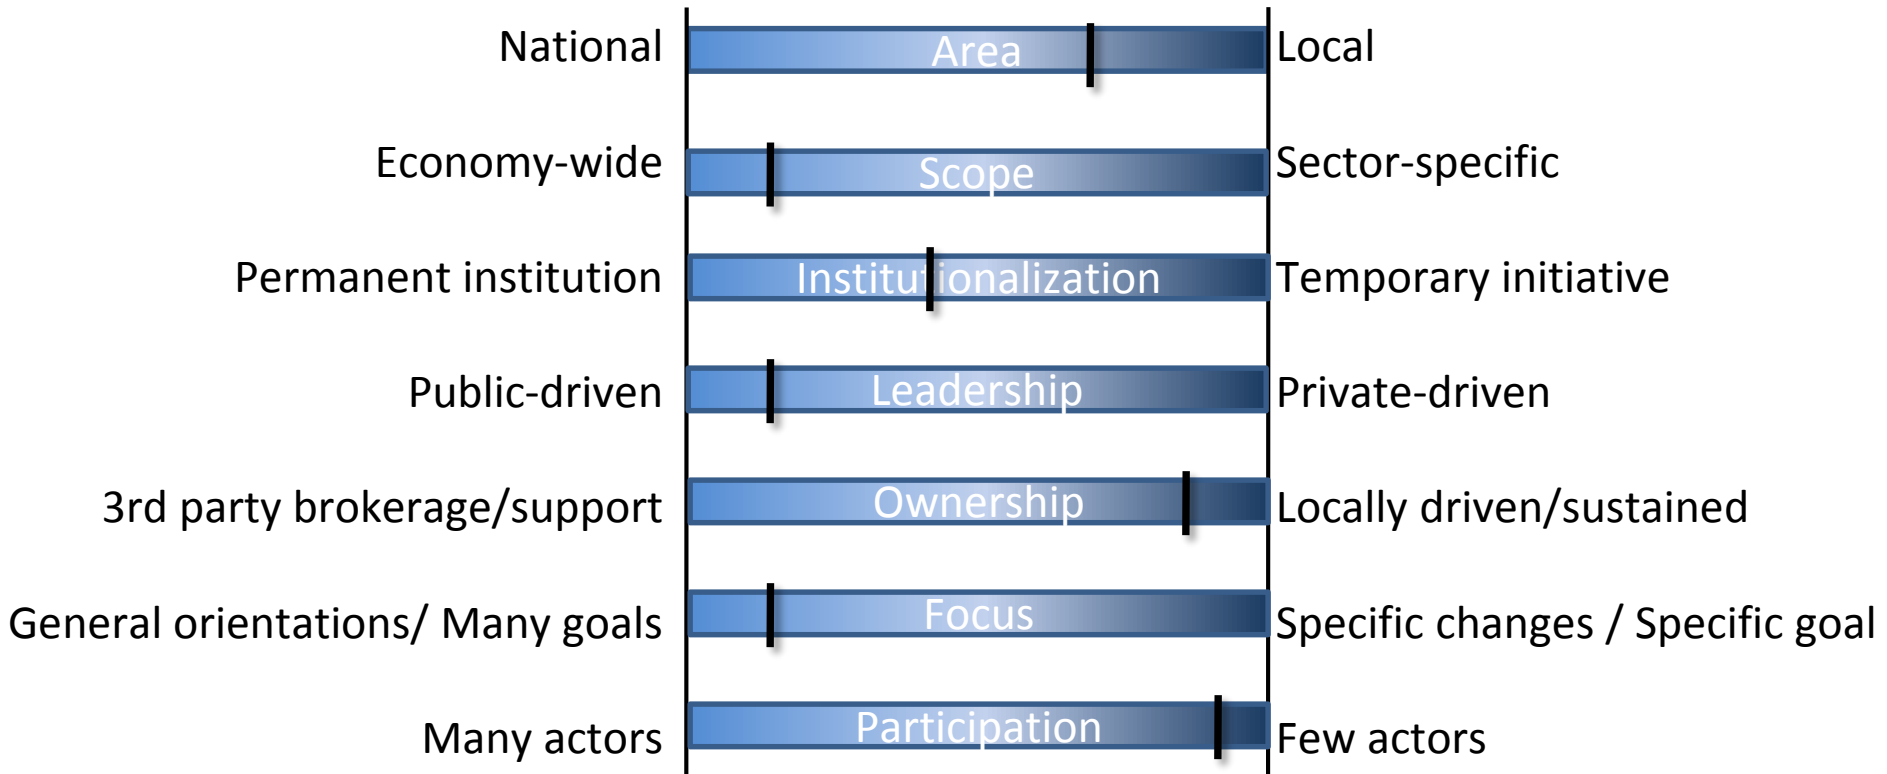 National Area Local
Economy-wide Scope Sector-specific
Permanent institution Institutionalization Temporary initiative
Public-driven Leadership Private-driven
3rd party brokerage/support Ownership Locally driven/sustained
General orientations/ Many goals Focus Specific changes / Specific goal
Many actors Participation Few actors